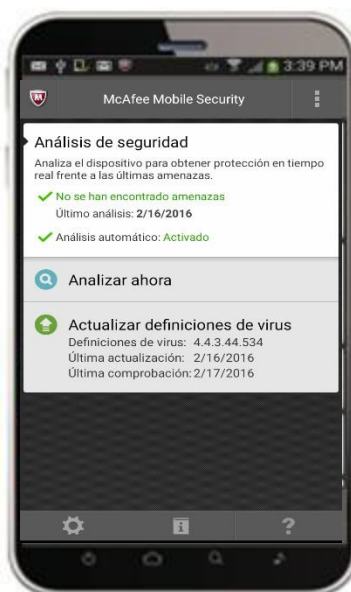 3:39 PM
McAfee Mobile Security
Análisis de seguridad
Analiza el dispositivo para obtener protección en tiempo
real frente a las últimas amenazas.
No se han encontrado amenazas
Último análisis: 2/16/2016
Análisis automático: Activado
Analizar ahora
Actualizar definiciones de virus
Definiciones de virus: 4.4.3.44.534
Última actualización: 2/16/2016
Última comprobación: 2/17/2016
?